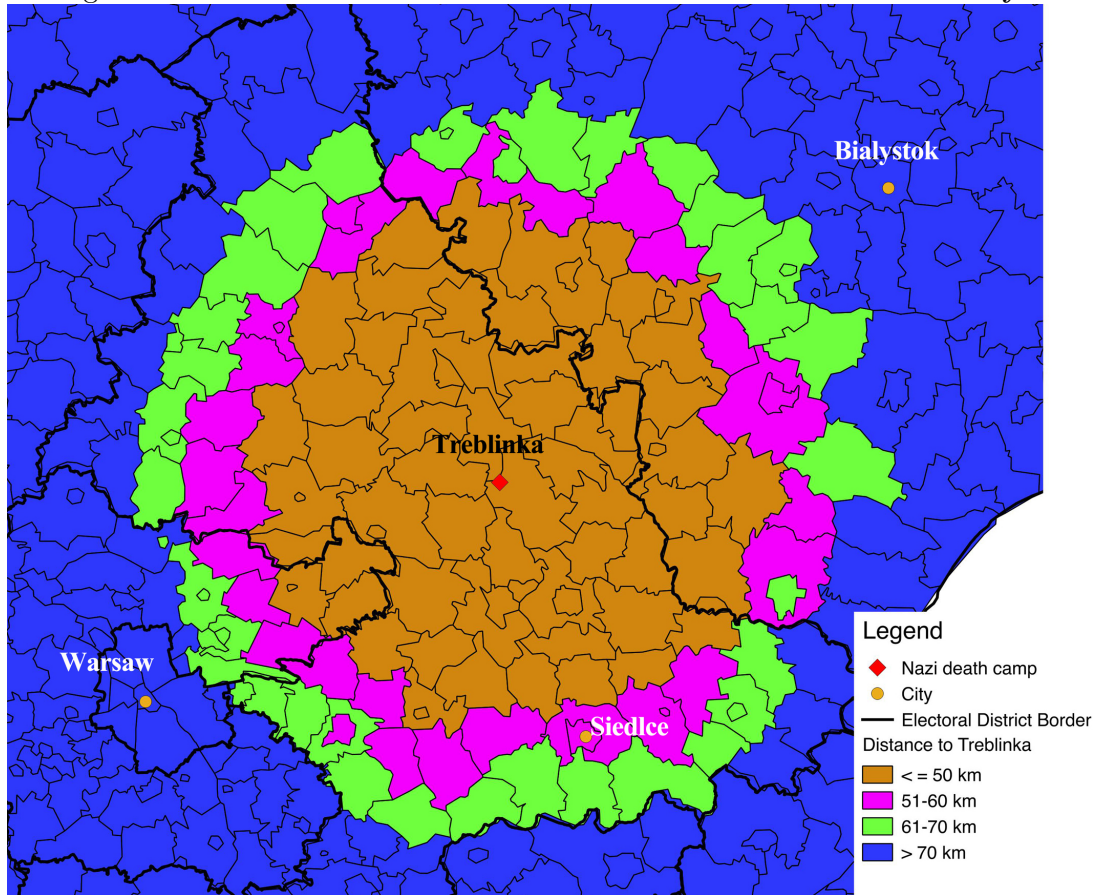 Bialystok
Treblinka
Warsaw
Siedlce
Legend
Nazi death camp
City
Electoral District Border
Distance to Treblinka
< = 50 km
51-60 km
61-70 km
> 70 km